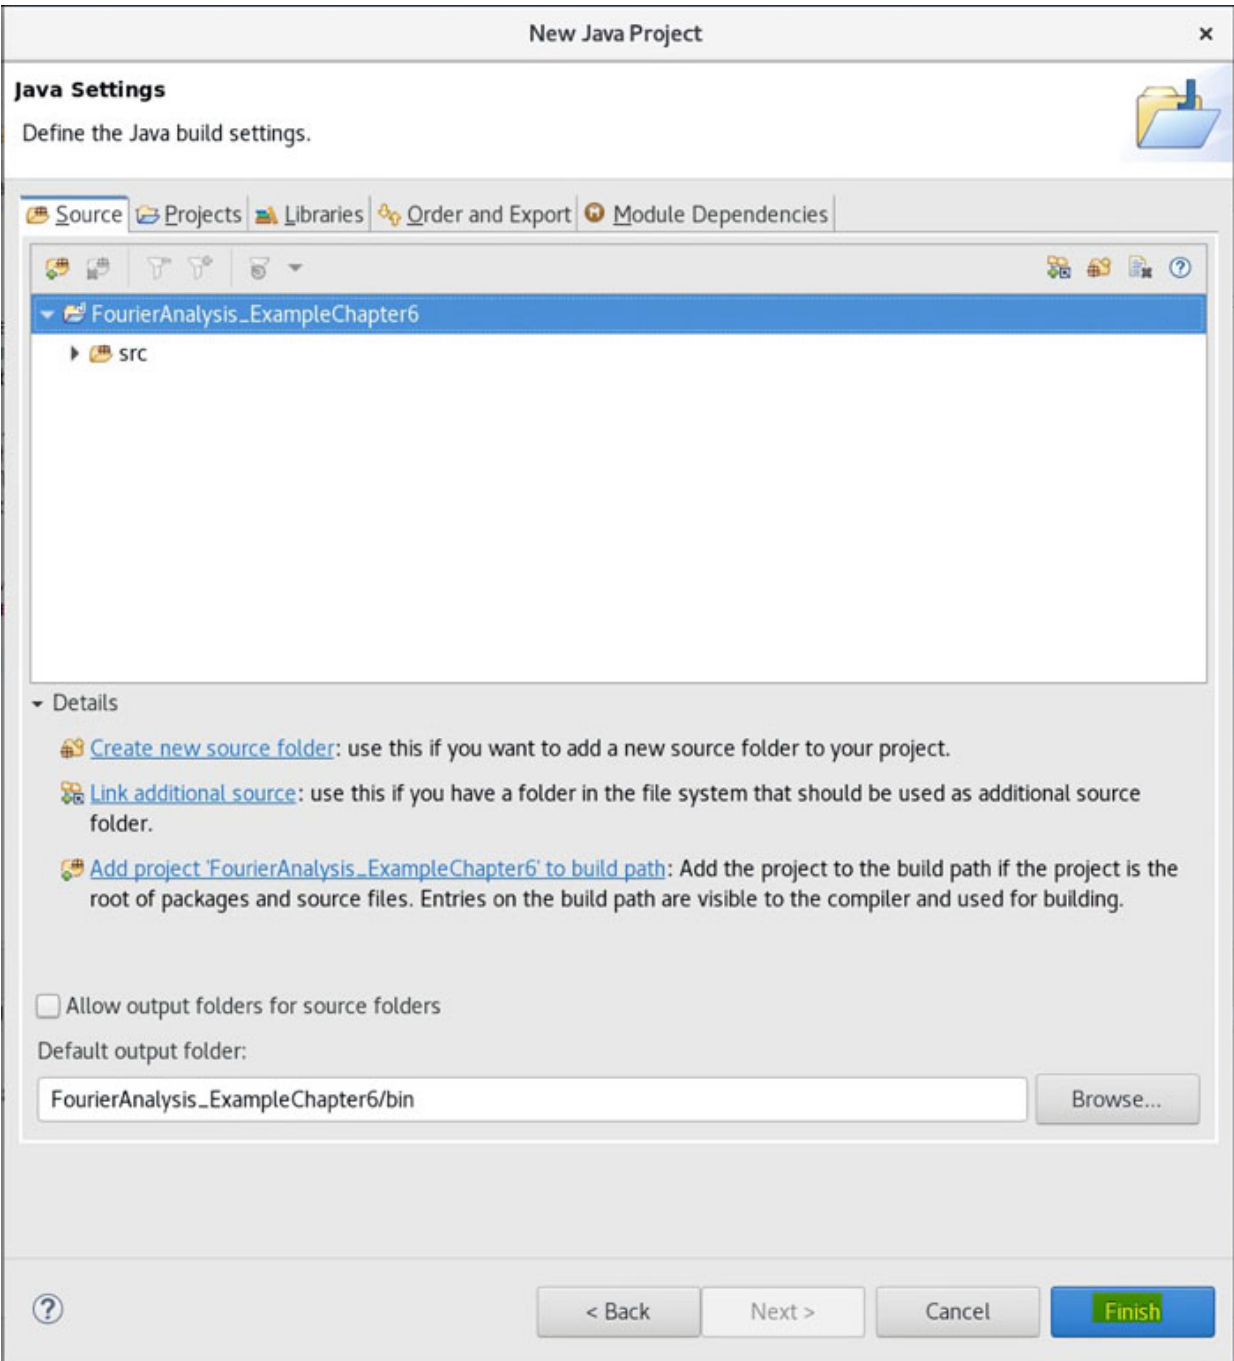 New Java Project
Java Settings
Define the Java build settings.
Source Projects Libraries Order and Export Module Dependencies
FourierAnalysis_ExampleChapter6
src
Details
Create new source folder: use this if you want to add a new source folder to your project.
Link additional source: use this if you have a folder in the file system that should be used as additional source
folder.
Add project 'FourierAnalysis_ExampleChapter6' to build path: Add the project to the build path if the project is the
root of packages and source files. Entries on the build path are visible to the compiler and used for building.
Allow output folders for source folders
Default output folder:
FourierAnalysis_ExampleChapter6/bin Browse...
< Back Next > Cancel Finish